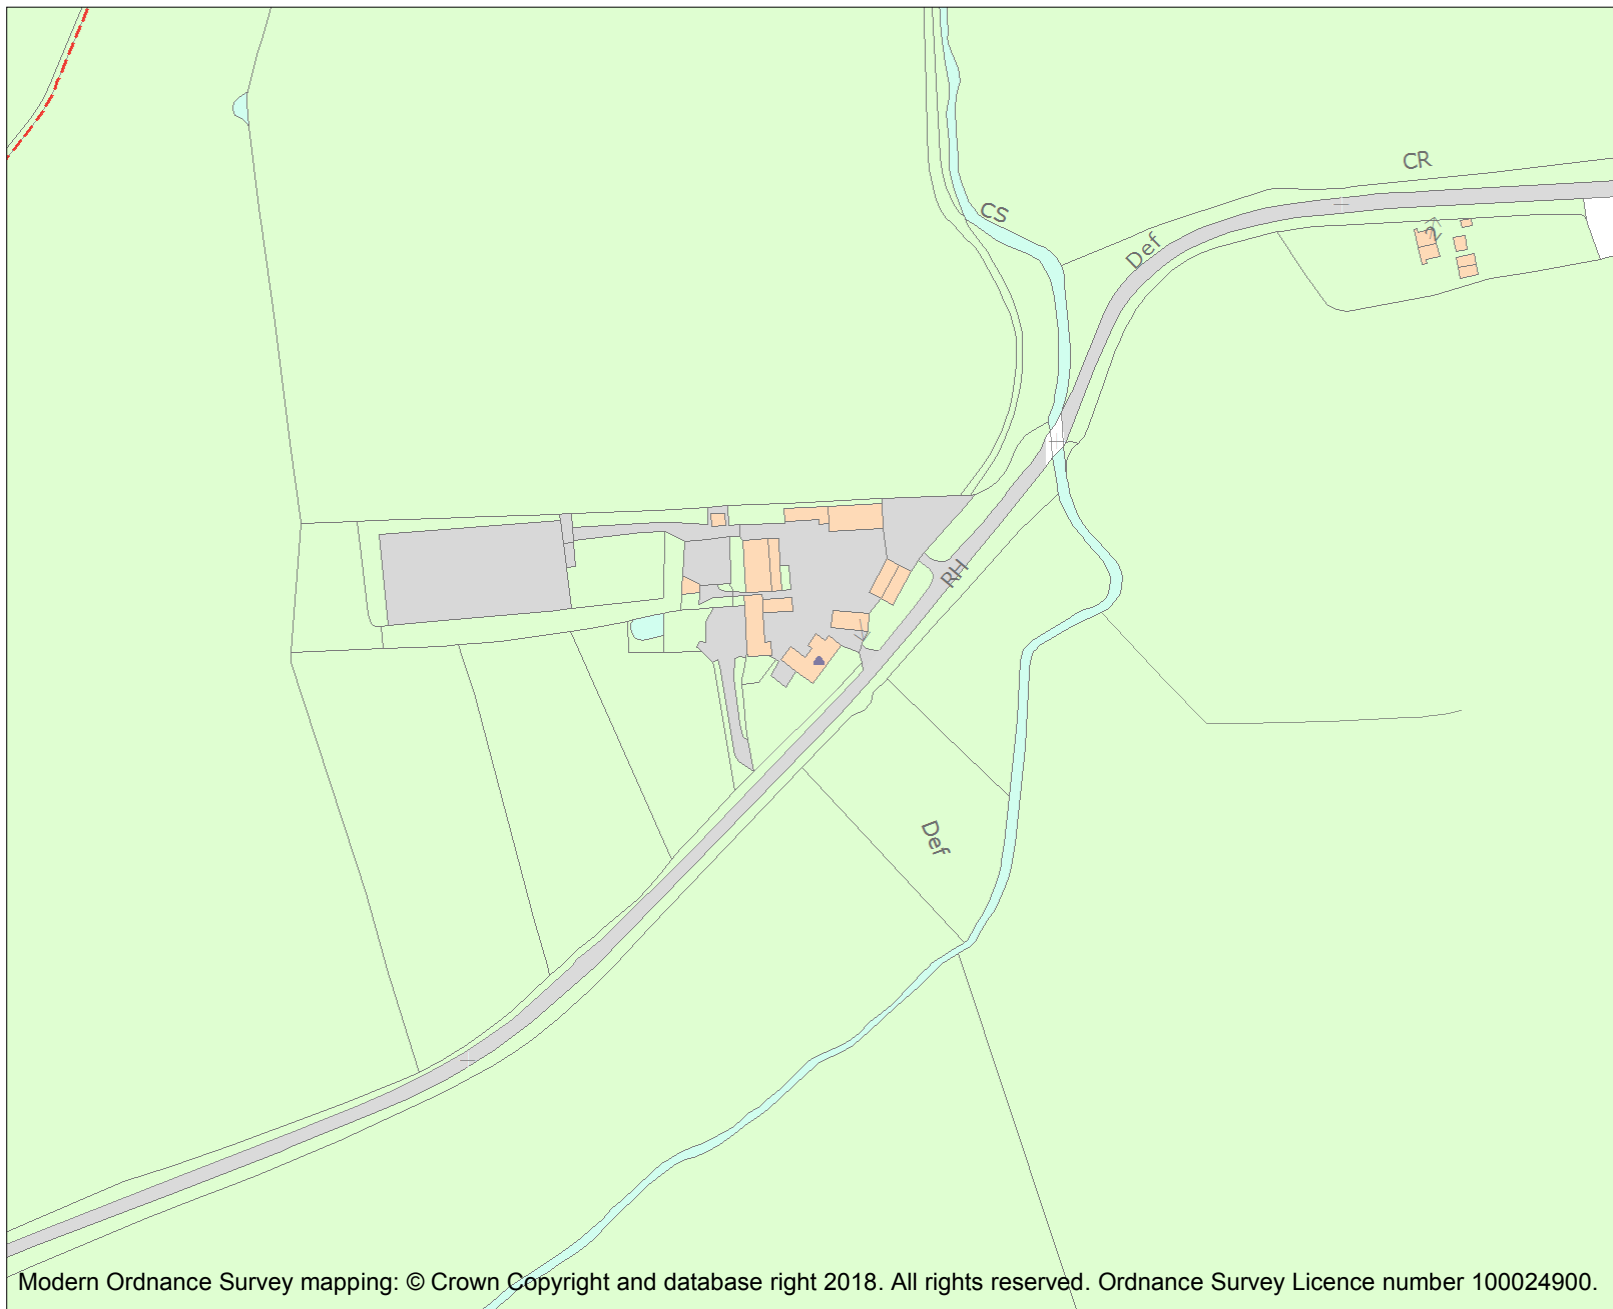 CR
CS
Def
RH
Def
Modern Ordnance Survey mapping: © Crown Copyright and database right 2018. All rights reserved. Ordnance Survey Licence number 100024900.